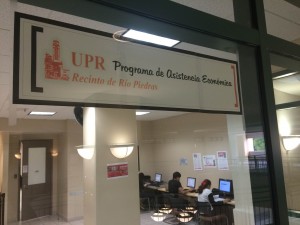 UPR Programa de Asistencia Económica
Recinto de Río Piedras